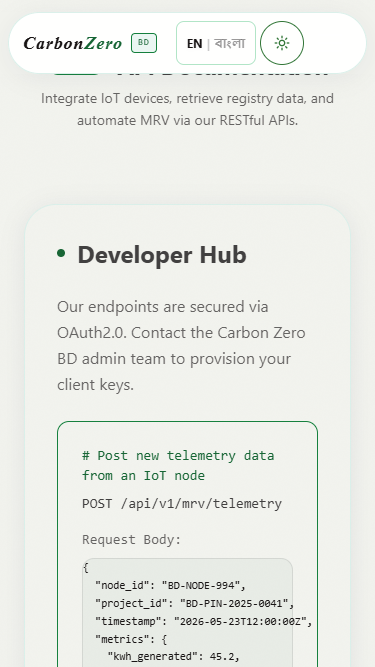 CarbonZero BD EN | বাংলা
API Documentation
Integrate IoT devices, retrieve registry data, and
automate MRV via our RESTful APIs.
Developer Hub
Our endpoints are secured via
OAuth2.0. Contact the Carbon Zero
BD admin team to provision your
client keys.
# Post new telemetry data
from an IoT node
POST /api/v1/mrv/telemetry
Request Body:
{
"node_id": "BD-NODE-994",
"project_id": "BD-PIN-2025-0041",
"timestamp": "2026-05-23T12:00:00Z",
"metrics": {
"kwh_generated": 45.2,